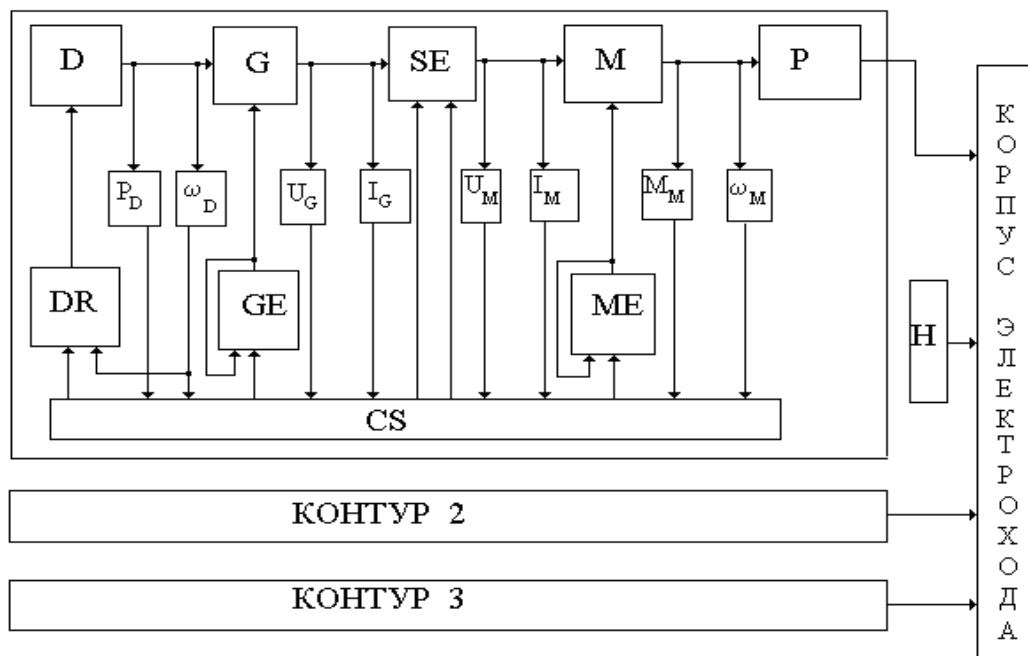 D G SE M P
P_D ω_D U_G I_G U_M I_M M_M ω_M
DR GE ME
CS
Н
КОРПУС ЭЛЕКТРОХОДА
КОНТУР 2
КОНТУР 3